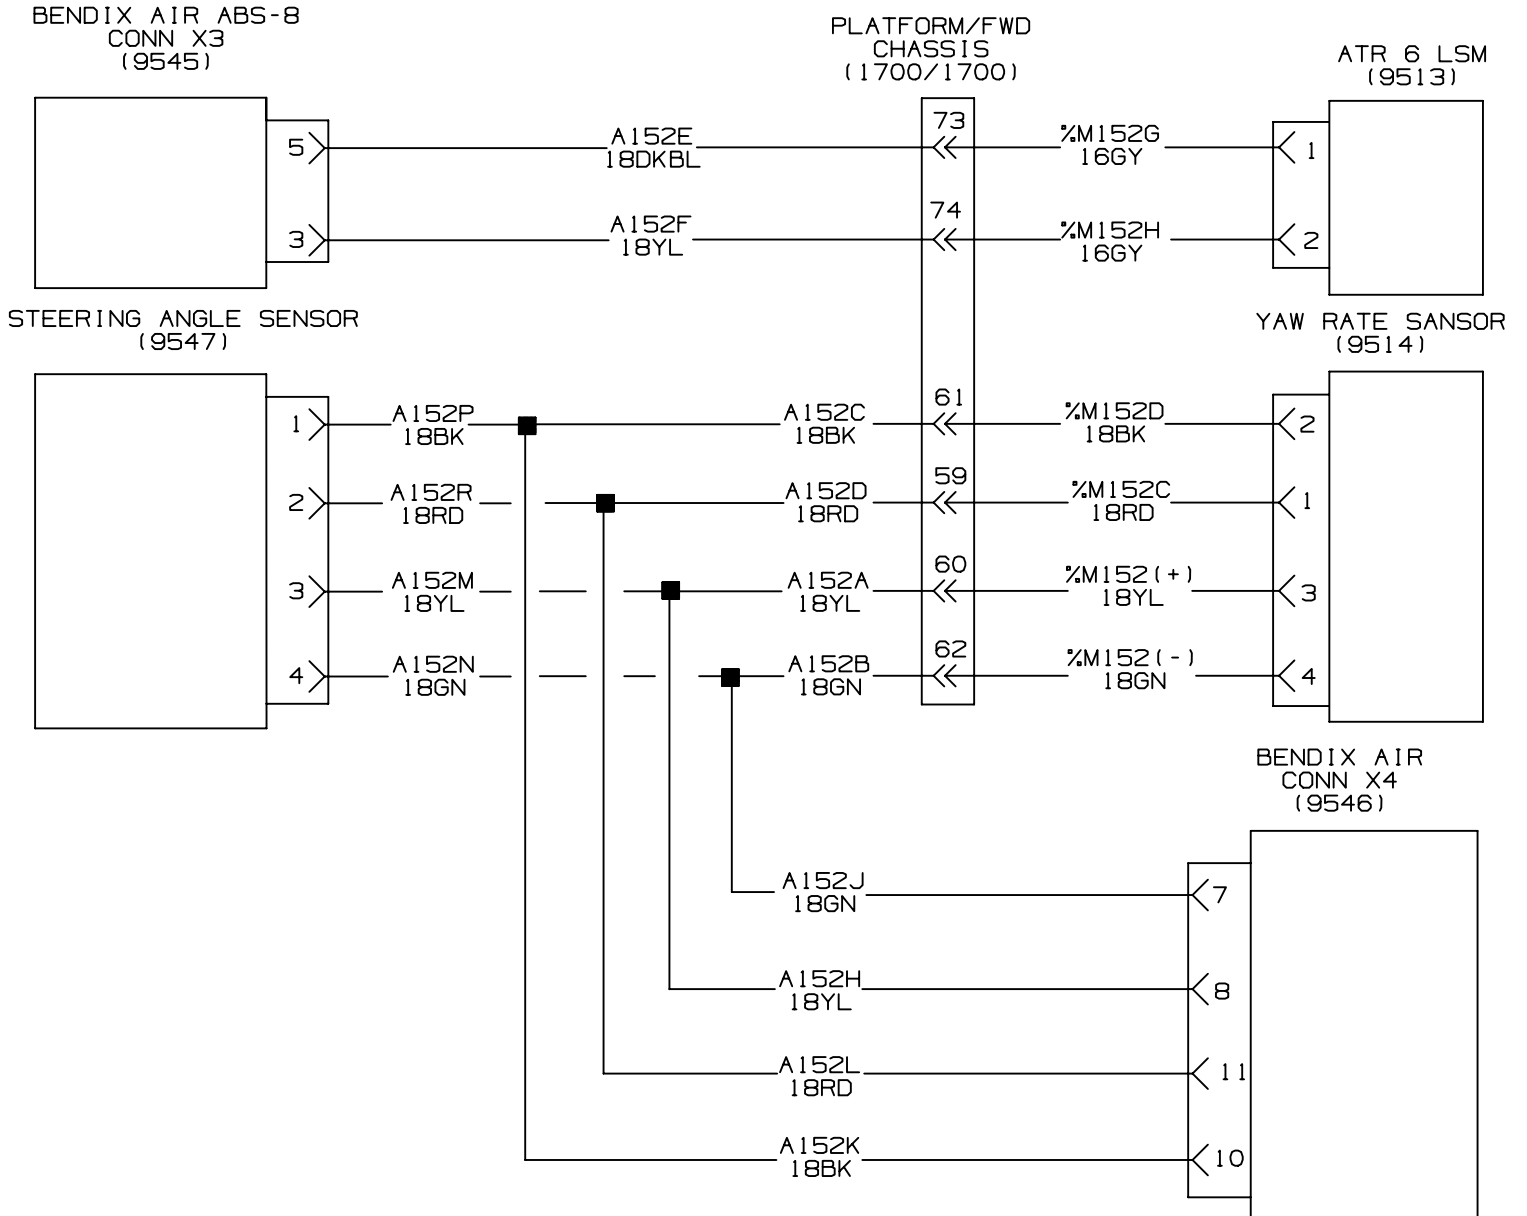 BENDIX AIR ABS-8
CONN X3
(9545)
PLATFORM/FWD
CHASSIS
(1700/1700)
ATR 6 LSM
(9513)
5
A152E
18DKBL
73
%M152G
16GY
1
3
A152F
18YL
74
%M152H
16GY
2
STEERING ANGLE SENSOR
(9547)
YAW RATE SANSOR
(9514)
1
A152P
18BK
A152C
18BK
61
%M152D
18BK
2
2
A152R
18RD
A152D
18RD
59
%M152C
18RD
1
3
A152M
18YL
A152A
18YL
60
%M152(+)
18YL
3
4
A152N
18GN
A152B
18GN
62
%M152(-)
18GN
4
BENDIX AIR
CONN X4
(9546)
A152J
18GN
7
A152H
18YL
8
A152L
18RD
11
A152K
18BK
10